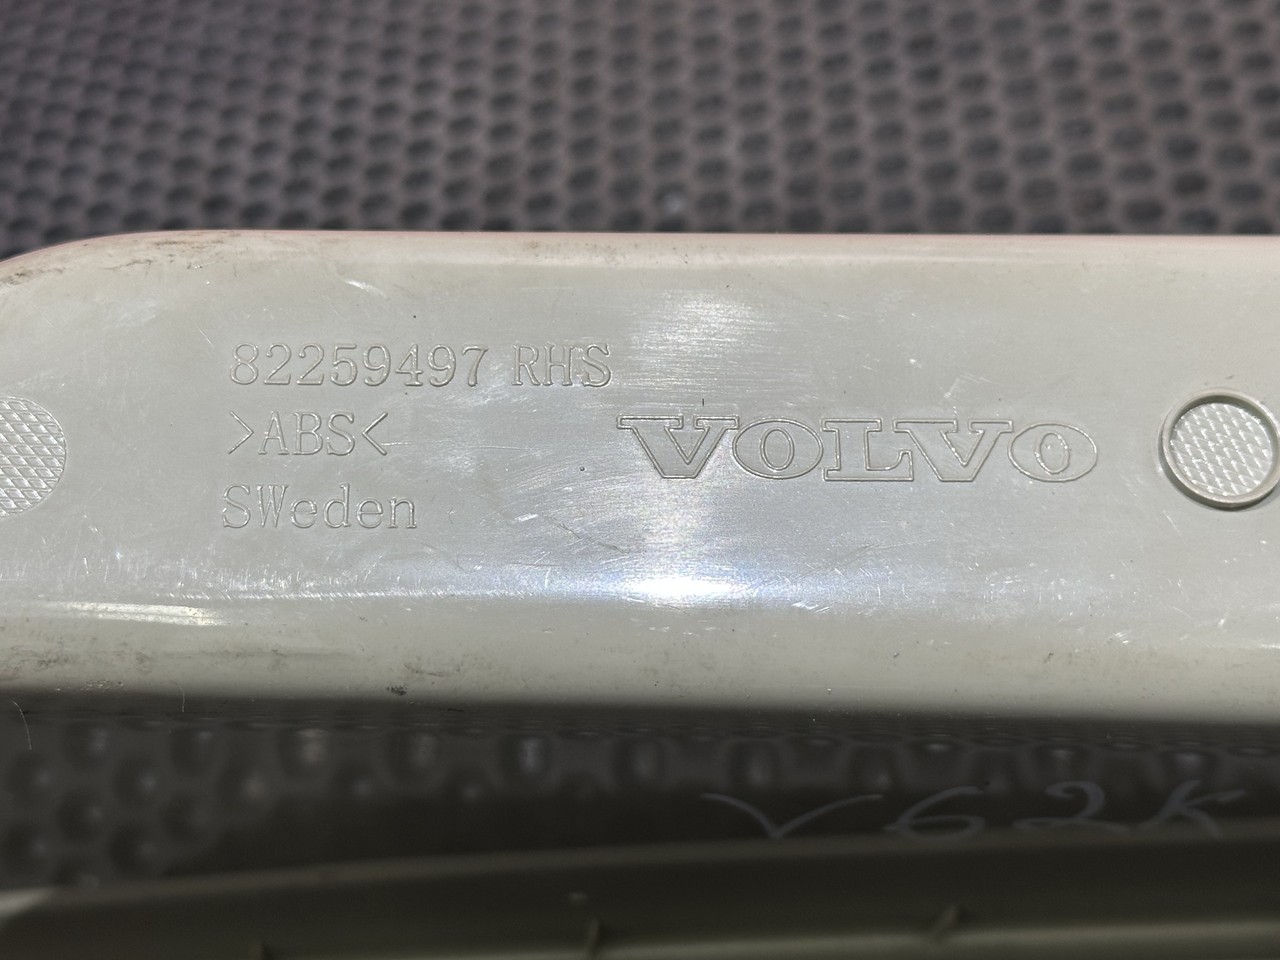 82259497 RHS
>ABS<
SWeden
VOLVO
V62K